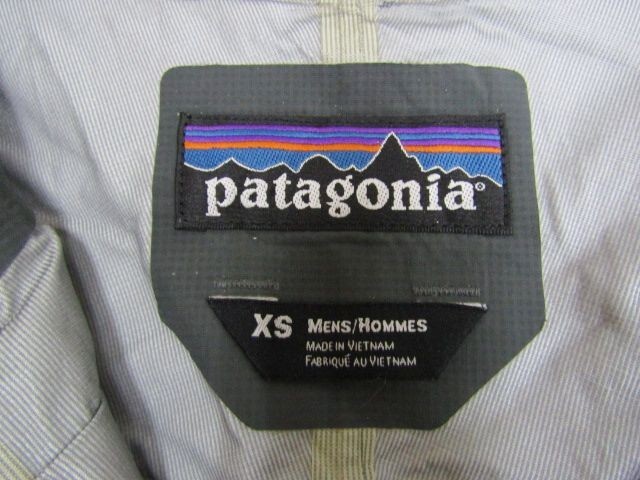 patagonia®
XS MENS/HOMMES
MADE IN VIETNAM
FABRIQUÉ AU VIETNAM